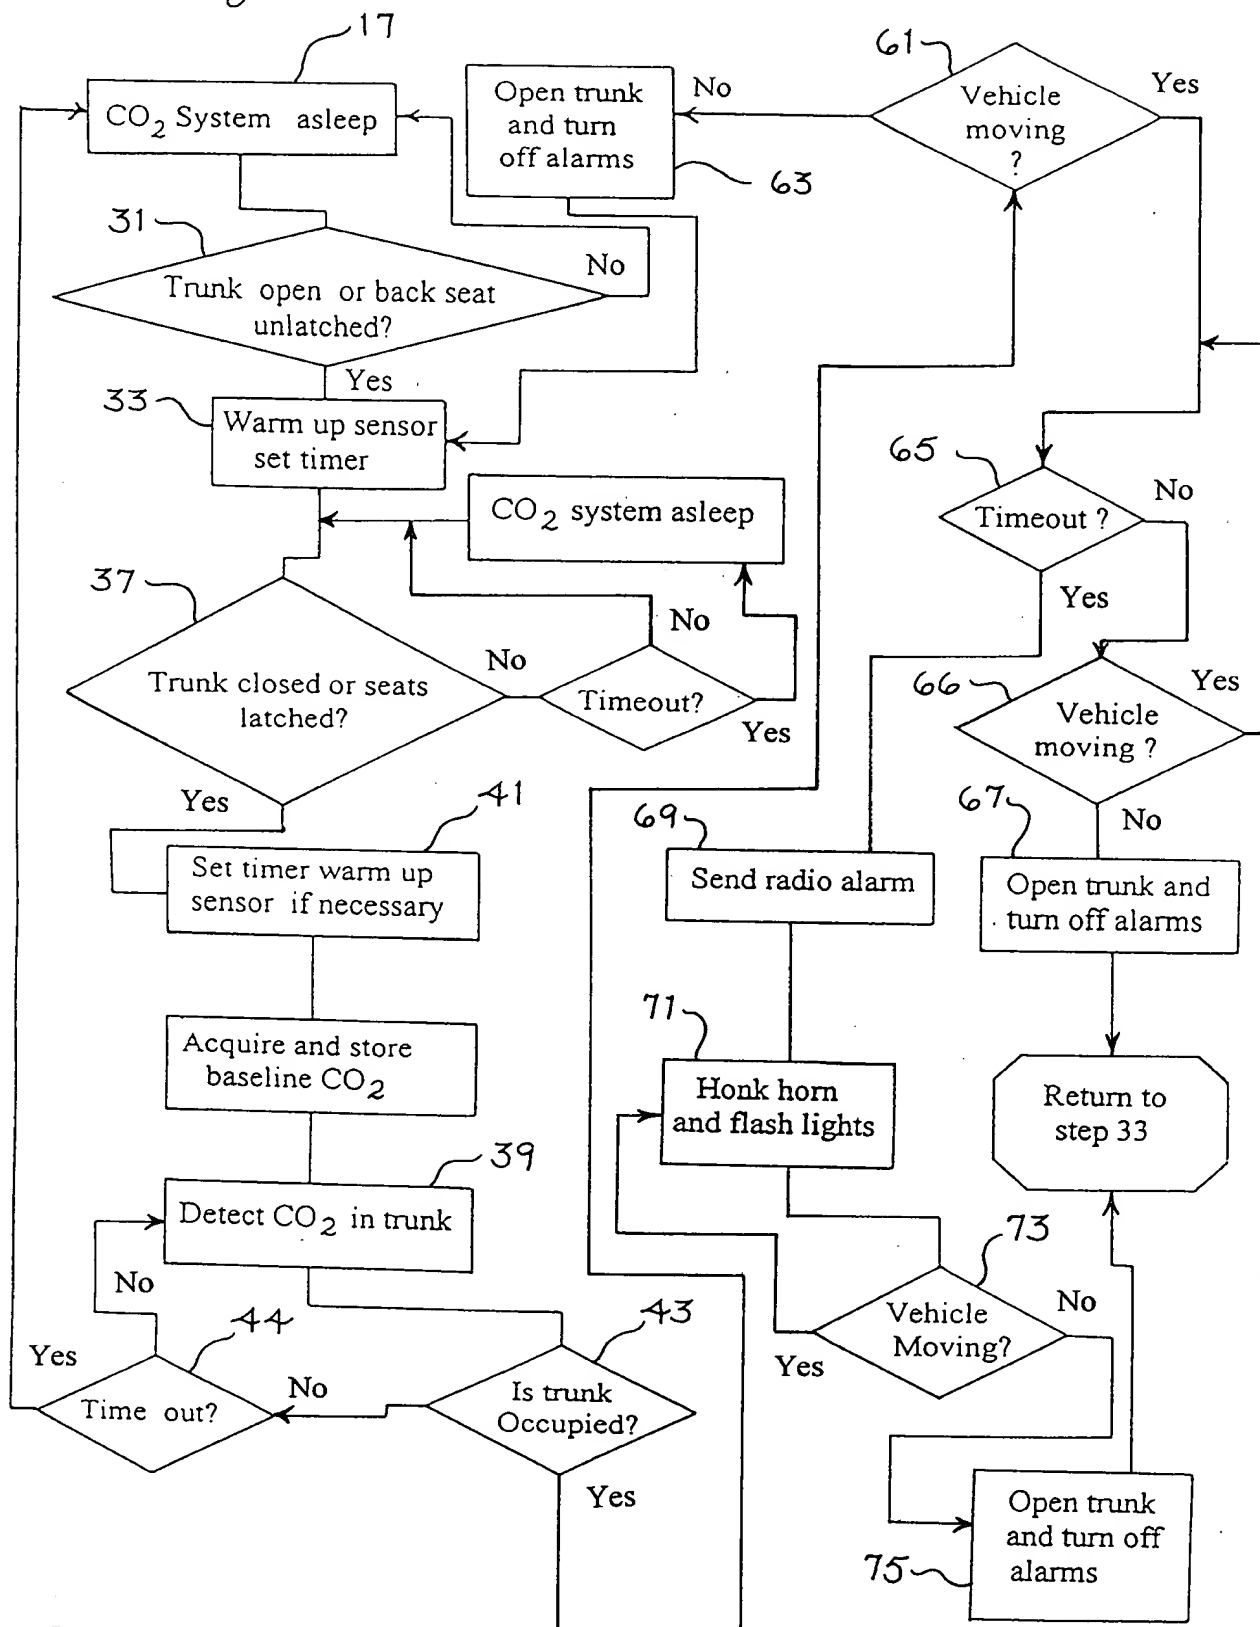 17
CO2 System asleep
31
Trunk open or back seat
unlatched?
No
Yes
33
Warm up sensor
set timer
CO2 system asleep
37
Trunk closed or seats
latched?
No
Timeout?
No
Yes
Yes
41
Set timer warm up
sensor if necessary
Acquire and store
baseline CO2
39
Detect CO2 in trunk
No
44
Yes
Time out?
No
43
Is trunk
Occupied?
Yes
Open trunk
and turn
off alarms
63
No
61
Vehicle
moving
?
Yes
65
Timeout ?
No
Yes
66
Vehicle
moving ?
Yes
No
67
Open trunk and
turn off alarms
69
Send radio alarm
71
Honk horn
and flash lights
Return to
step 33
73
Vehicle
Moving?
No
Yes
75
Open trunk
and turn off
alarms